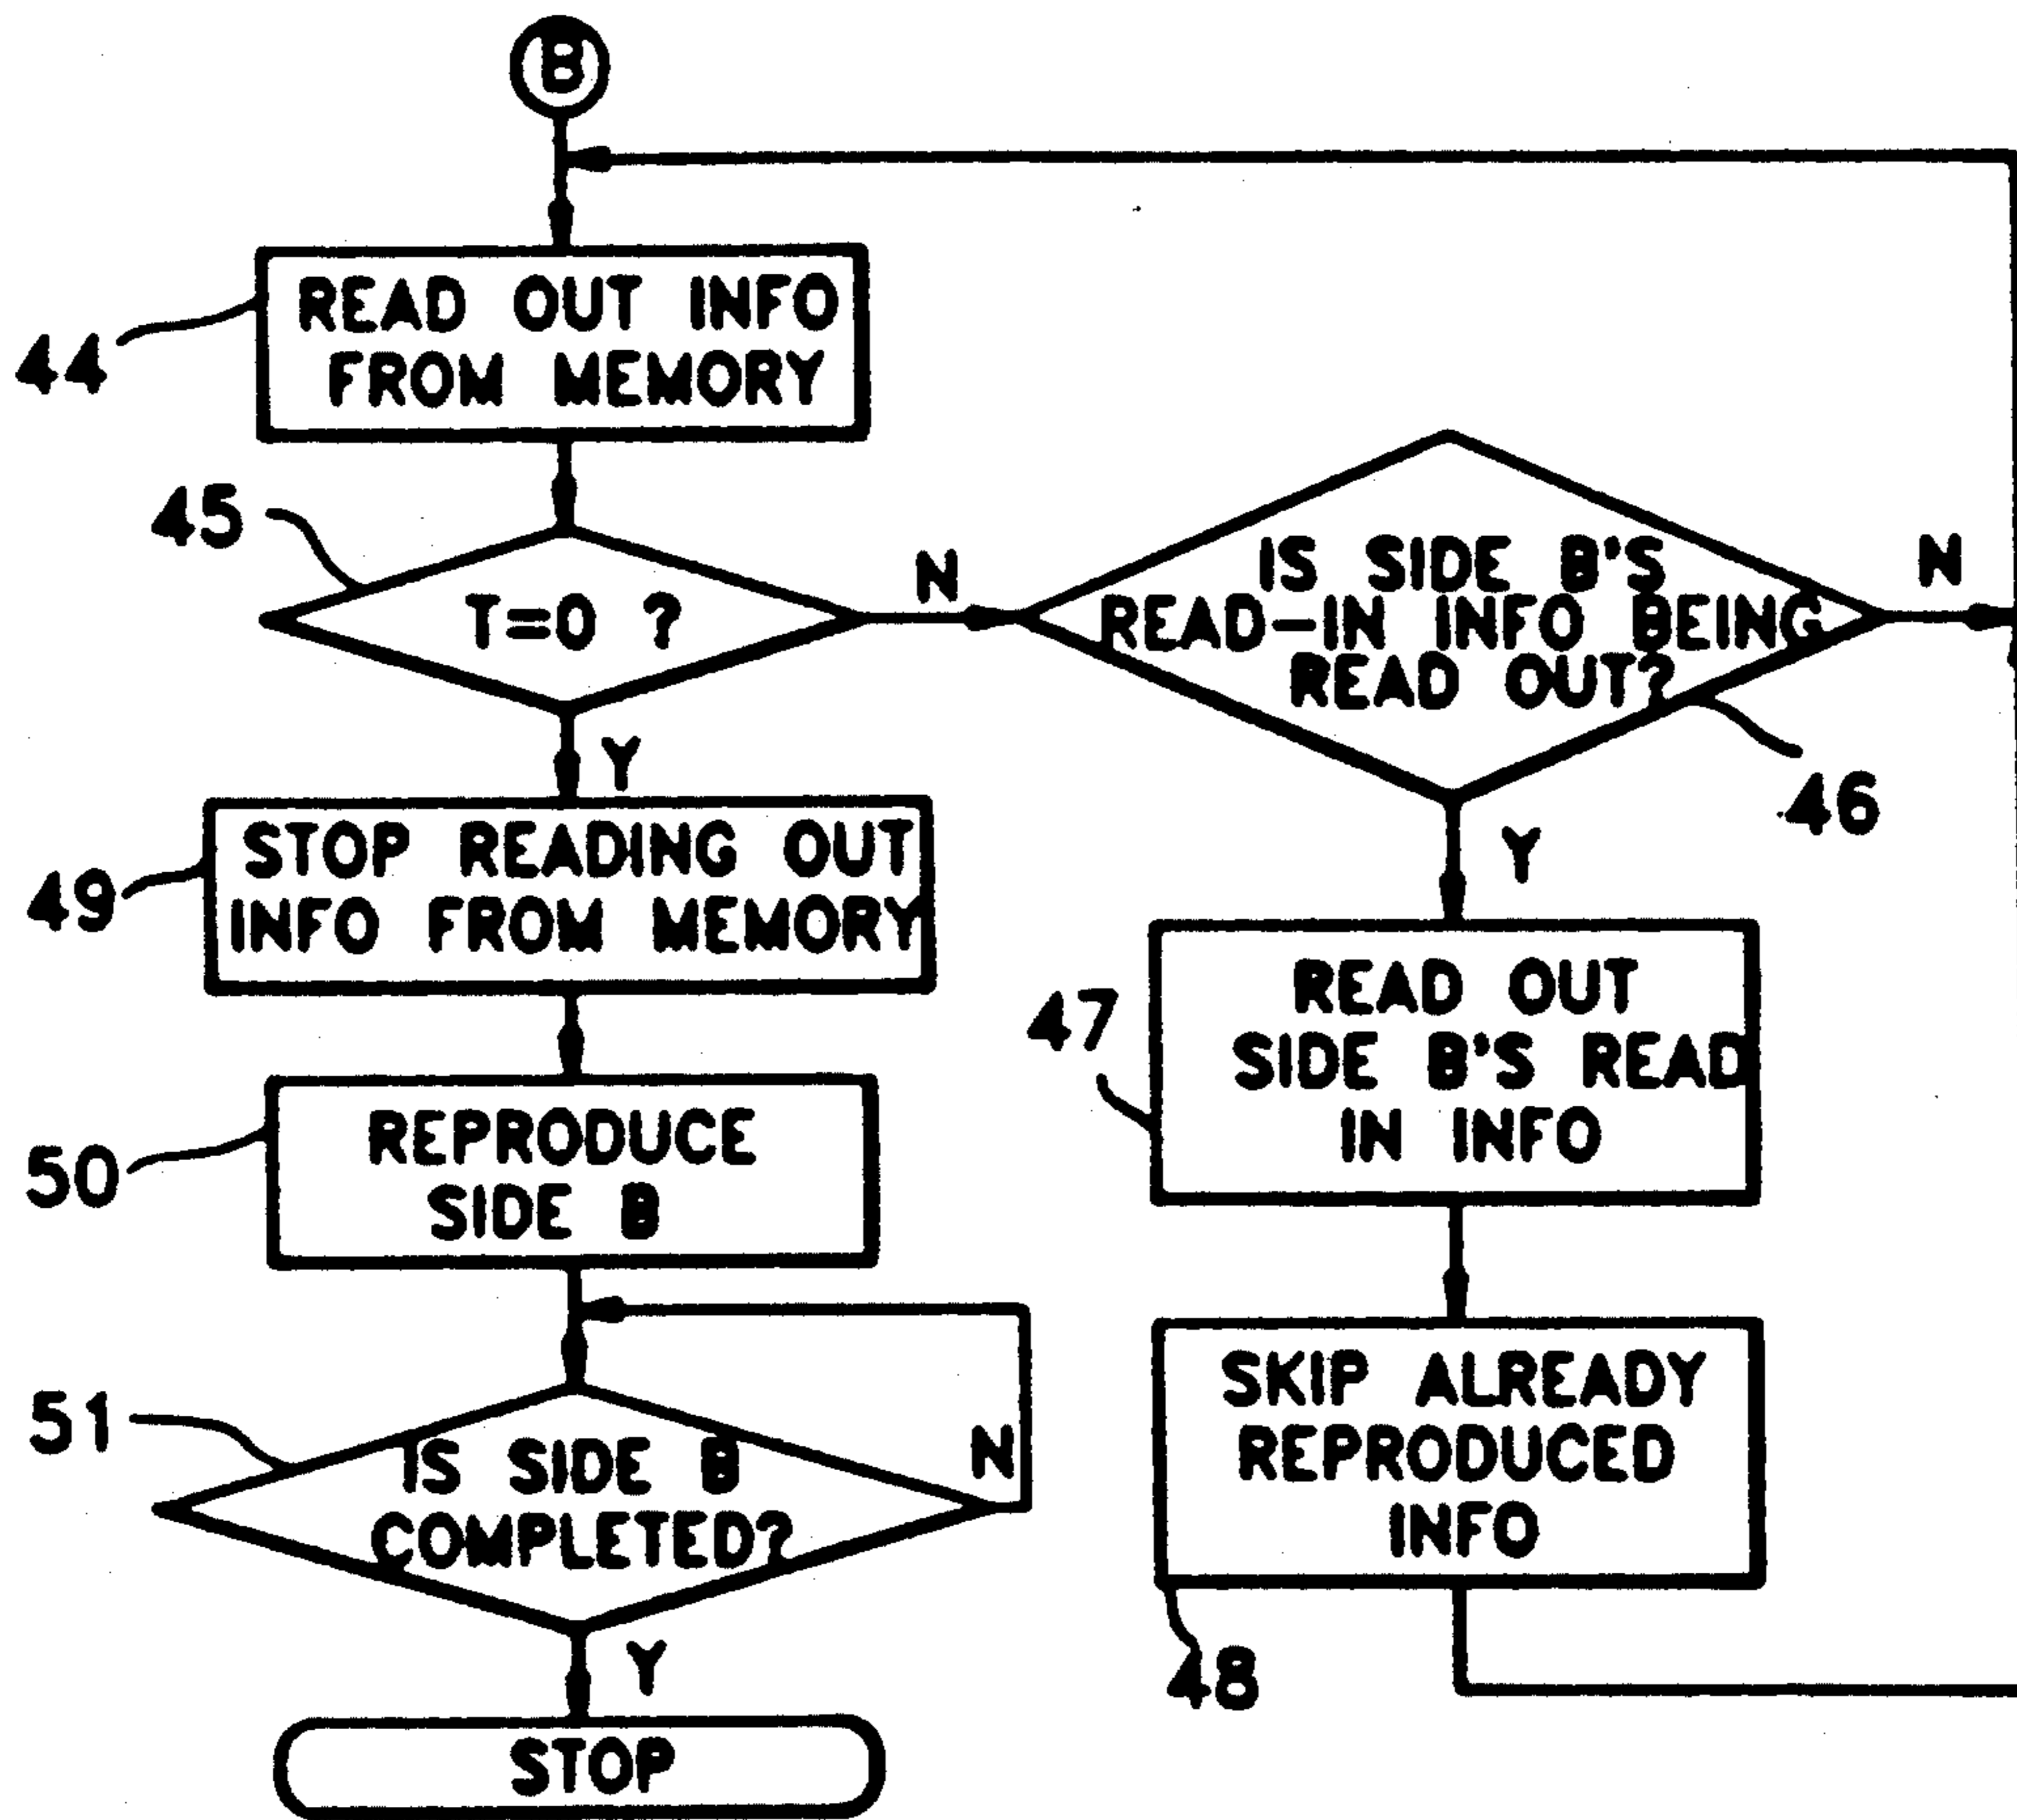 B
READ OUT INFO
FROM MEMORY
44
45
T=0 ?
N
IS SIDE B'S
READ-IN INFO BEING
READ OUT?
N
46
Y
Y
STOP READING OUT
INFO FROM MEMORY
49
READ OUT
SIDE B'S READ
IN INFO
47
REPRODUCE
SIDE B
50
SKIP ALREADY
REPRODUCED
INFO
48
51
IS SIDE B
COMPLETED?
N
Y
STOP